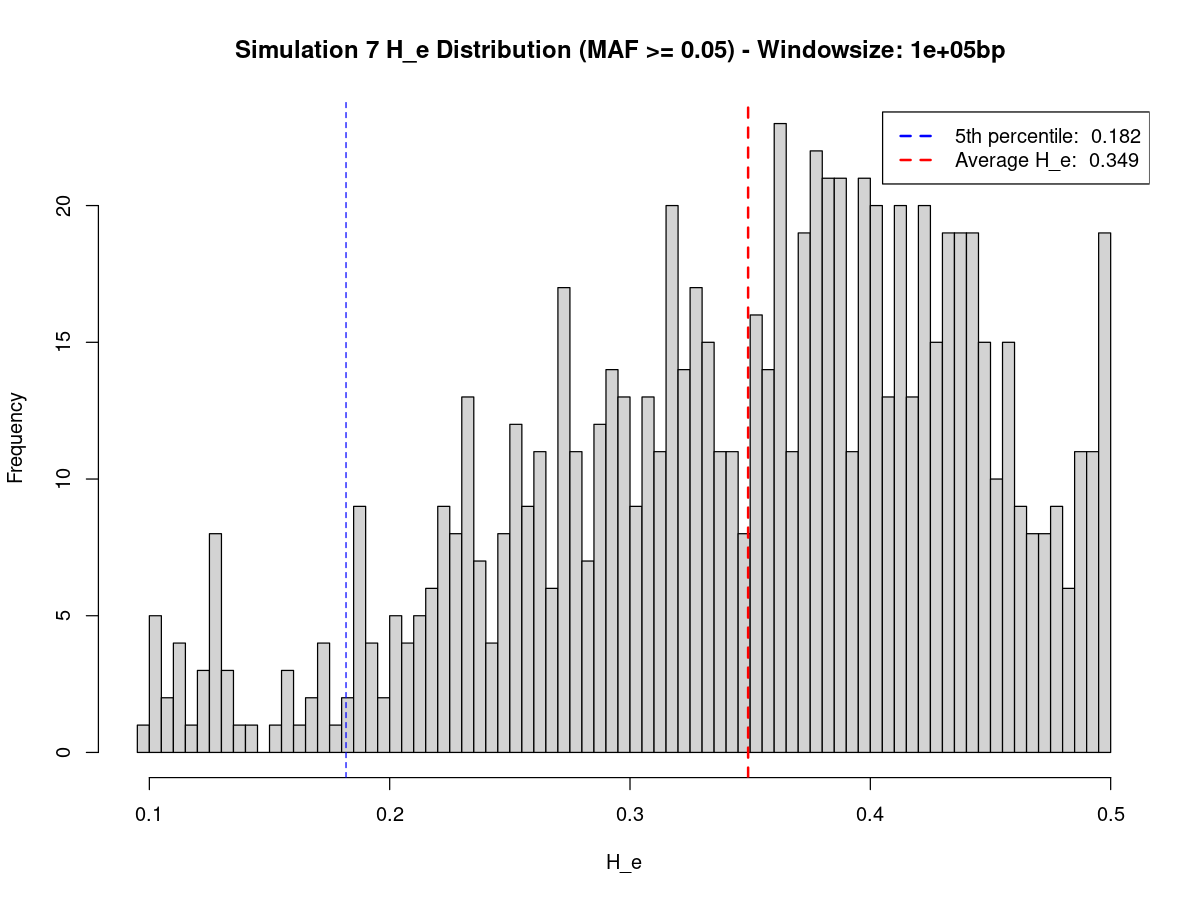 Simulation 7 H_e Distribution (MAF >= 0.05) - Windowsize: 1e+05bp
5th percentile:  0.182
Average H_e:  0.349
Frequency
20
15
10
5
0
0.1 0.2 0.3 0.4 0.5
H_e